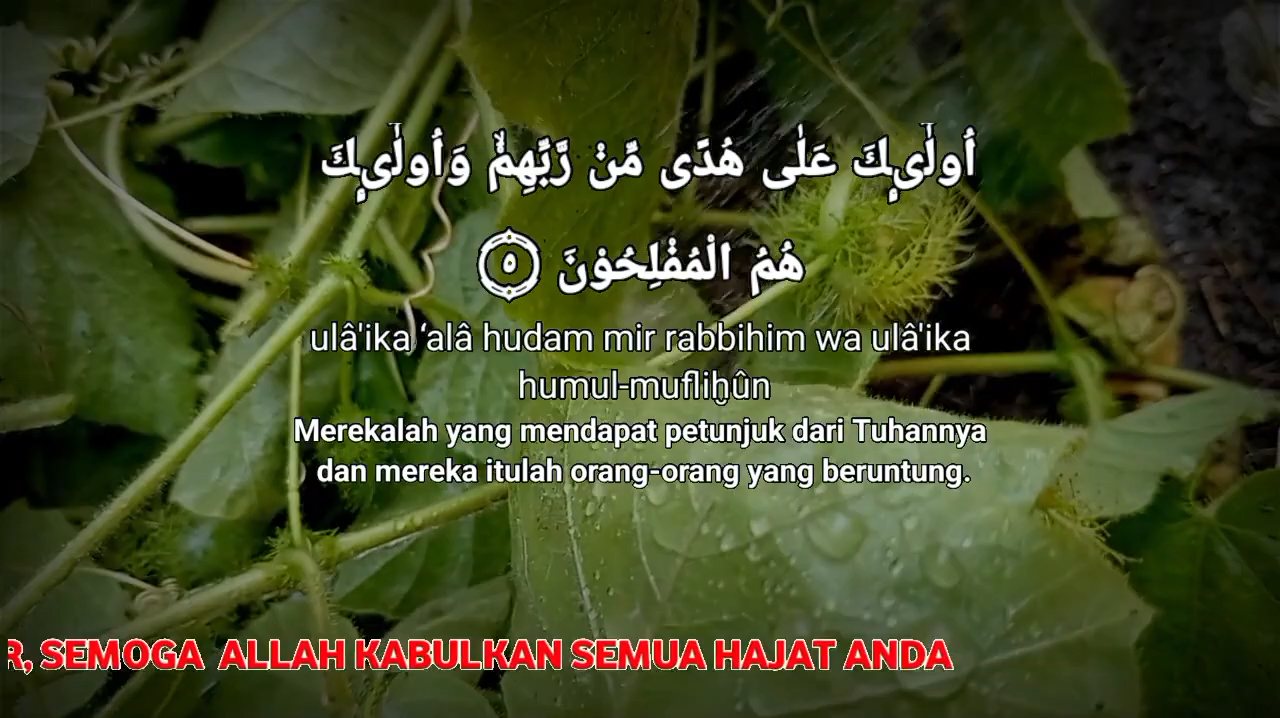 أُولٰۤىِٕكَ عَلٰى هُدًى مِّنْ رَّبِّهِمْۙ وَاُولٰۤىِٕكَ
هُمُ الْمُفْلِحُوْنَ ۝٥
ulâ'ika ‘alâ hudam mir rabbihim wa ulâ'ika
humul-mufliḫûn
Merekalah yang mendapat petunjuk dari Tuhannya
dan mereka itulah orang-orang yang beruntung.
R, SEMOGA ALLAH KABULKAN SEMUA HAJAT ANDA